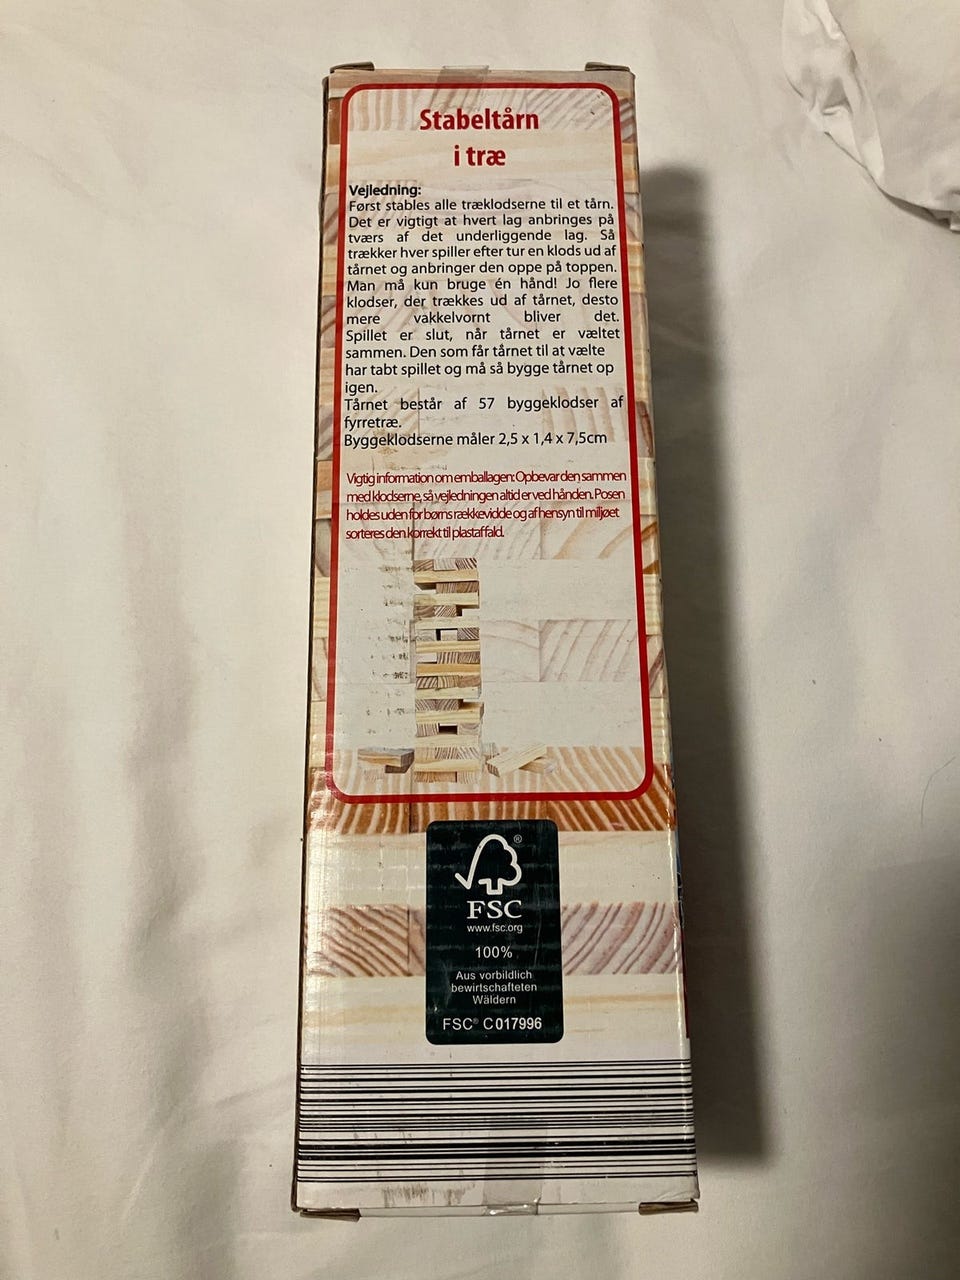 Stabeltårn
i træ
Vejledning:
Først stables alle træklodserne til et tårn.
Det er vigtigt at hvert lag anbringes på
tværs af det underliggende lag. Så
trækker hver spiller efter tur en klods ud af
tårnet og anbringer den oppe på toppen.
Man må kun bruge én hånd! Jo flere
klodser, der trækkes ud af tårnet, desto
mere vakkelvornt bliver det.
Spillet er slut, når tårnet er væltet
sammen. Den som får tårnet til at vælte
har tabt spillet og må så bygge tårnet op
igen.
Tårnet består af 57 byggeklodser af
fyrretræ.
Byggeklodserne måler 2,5 x 1,4 x 7,5cm
Vigtig information om emballagen: Opbevar den sammen
med klodserne, så vejledningen altid er ved hånden. Posen
holdes uden for børns rækkevidde og af hensyn til miljøet
sorteres den korrekt til plastaffald.
®
FSC
www.fsc.org
100%
Aus vorbildlich
bewirtschafteten
Wäldern
FSC® C017996